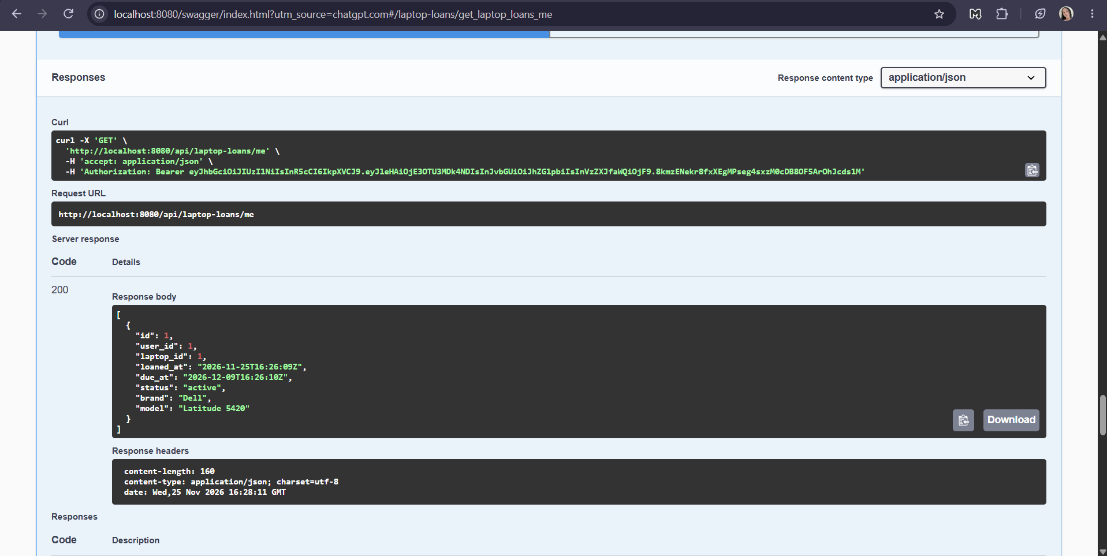 localhost:8080/swagger/index.html?utm_source=chatgpt.com#/laptop-loans/get_laptop_loans_me
Responses
Response content type
application/json
Curl
curl -X 'GET' \
'http://localhost:8080/api/laptop-loans/me' \
-H 'accept: application/json' \
-H 'Authorization: Bearer
Request URL
http://localhost:8080/api/laptop-loans/me
Server response
Code Details
200
Response body
[
{
"id": 1,
"user_id": 1,
"laptop_id": 1,
"loaned_at": "2026-11-25T16:26:09Z",
"due_at": "2026-12-09T16:26:10Z",
"status": "active",
"brand": "Dell",
"model": "Latitude 5420"
}
]
Download
Response headers
content-length: 160
content-type: application/json; charset=utf-8
date: Wed,25 Nov 2026 16:28:11 GMT
Responses
Code Description